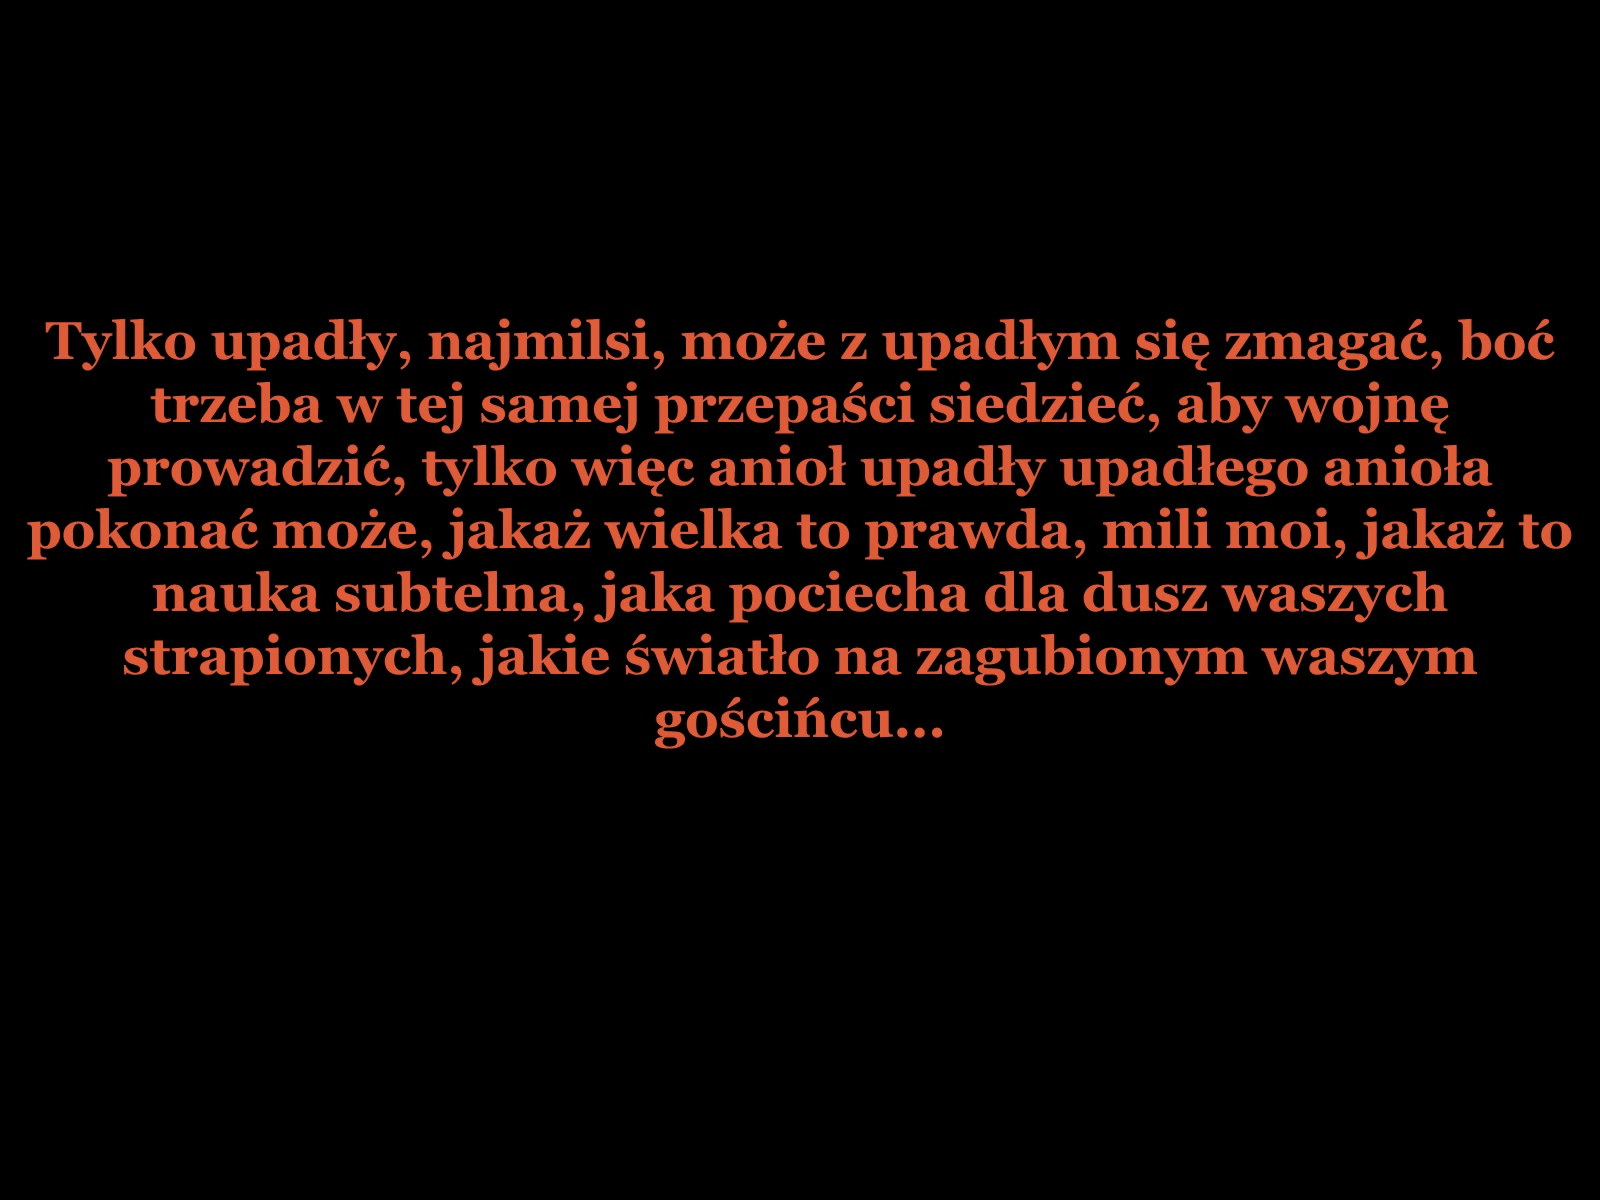 Tylko upadły, najmilsi, może z upadłym się zmagać, boć
trzeba w tej samej przepaści siedzieć, aby wojnę
prowadzić, tylko więc anioł upadły upadłego anioła
pokonać może, jakaż wielka to prawda, mili moi, jakaż to
nauka subtelna, jaka pociecha dla dusz waszych
strapionych, jakie światło na zagubionym waszym
gościńcu...